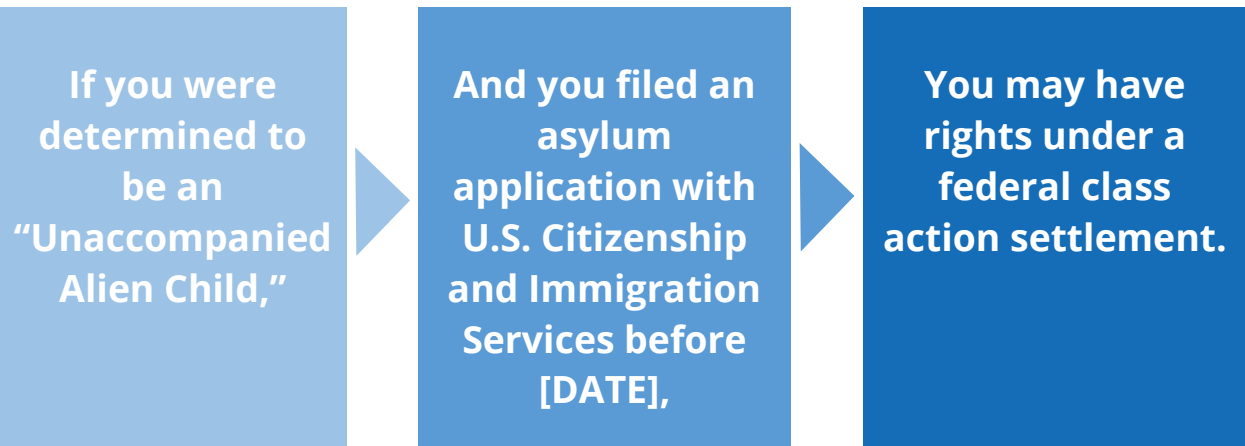 If you were
determined to
be an
“Unaccompanied
Alien Child,”
And you filed an
asylum
application with
U.S. Citizenship
and Immigration
Services before
[DATE],
You may have
rights under a
federal class
action settlement.